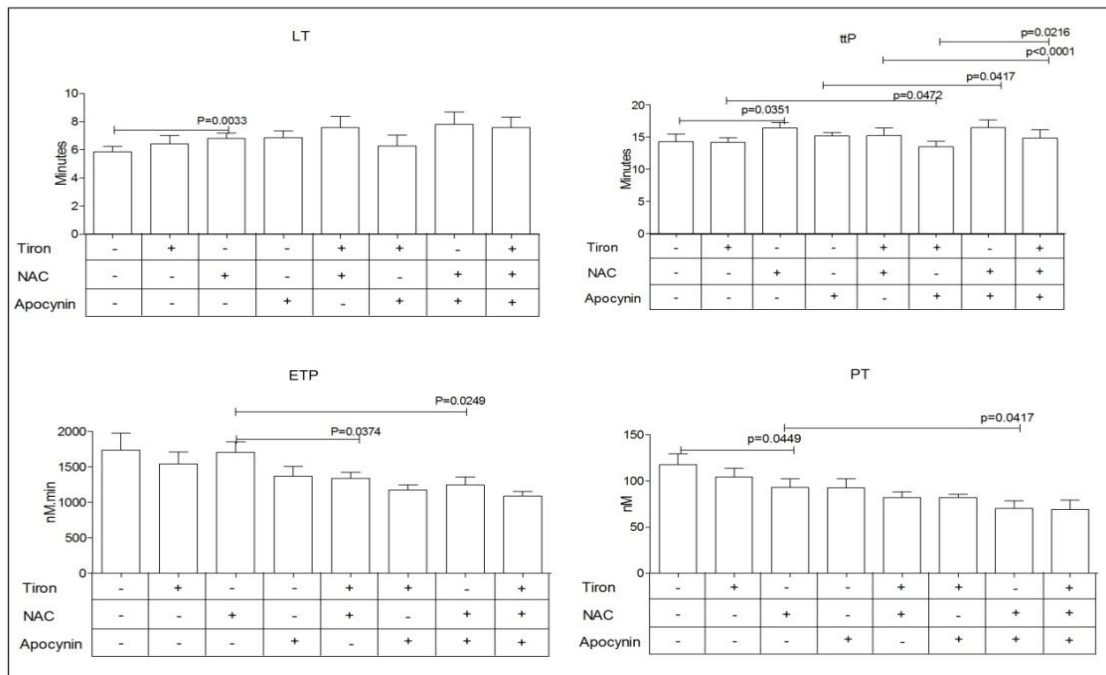 LT
P=0.0033
10
8
6
4
2
0
Minutes
Tiron - + - - + + - +
NAC - - + - + - + +
Apocynin - - - + - + + +
ttP
p=0.0216
p<0.0001
p=0.0417
p=0.0472
p=0.0351
20
15
10
5
0
Minutes
Tiron - + - - + + - +
NAC - - + - + - + +
Apocynin - - - + - + + +
ETP
P=0.0249
P=0.0374
2000
1500
1000
500
0
nM.min
Tiron - + - - + + - +
NAC - - + - + - + +
Apocynin - - - + - + + +
PT
p=0.0417
p=0.0449
150
100
50
0
nM
Tiron - + - - + + - +
NAC - - + - + - + +
Apocynin - - - + - + + +